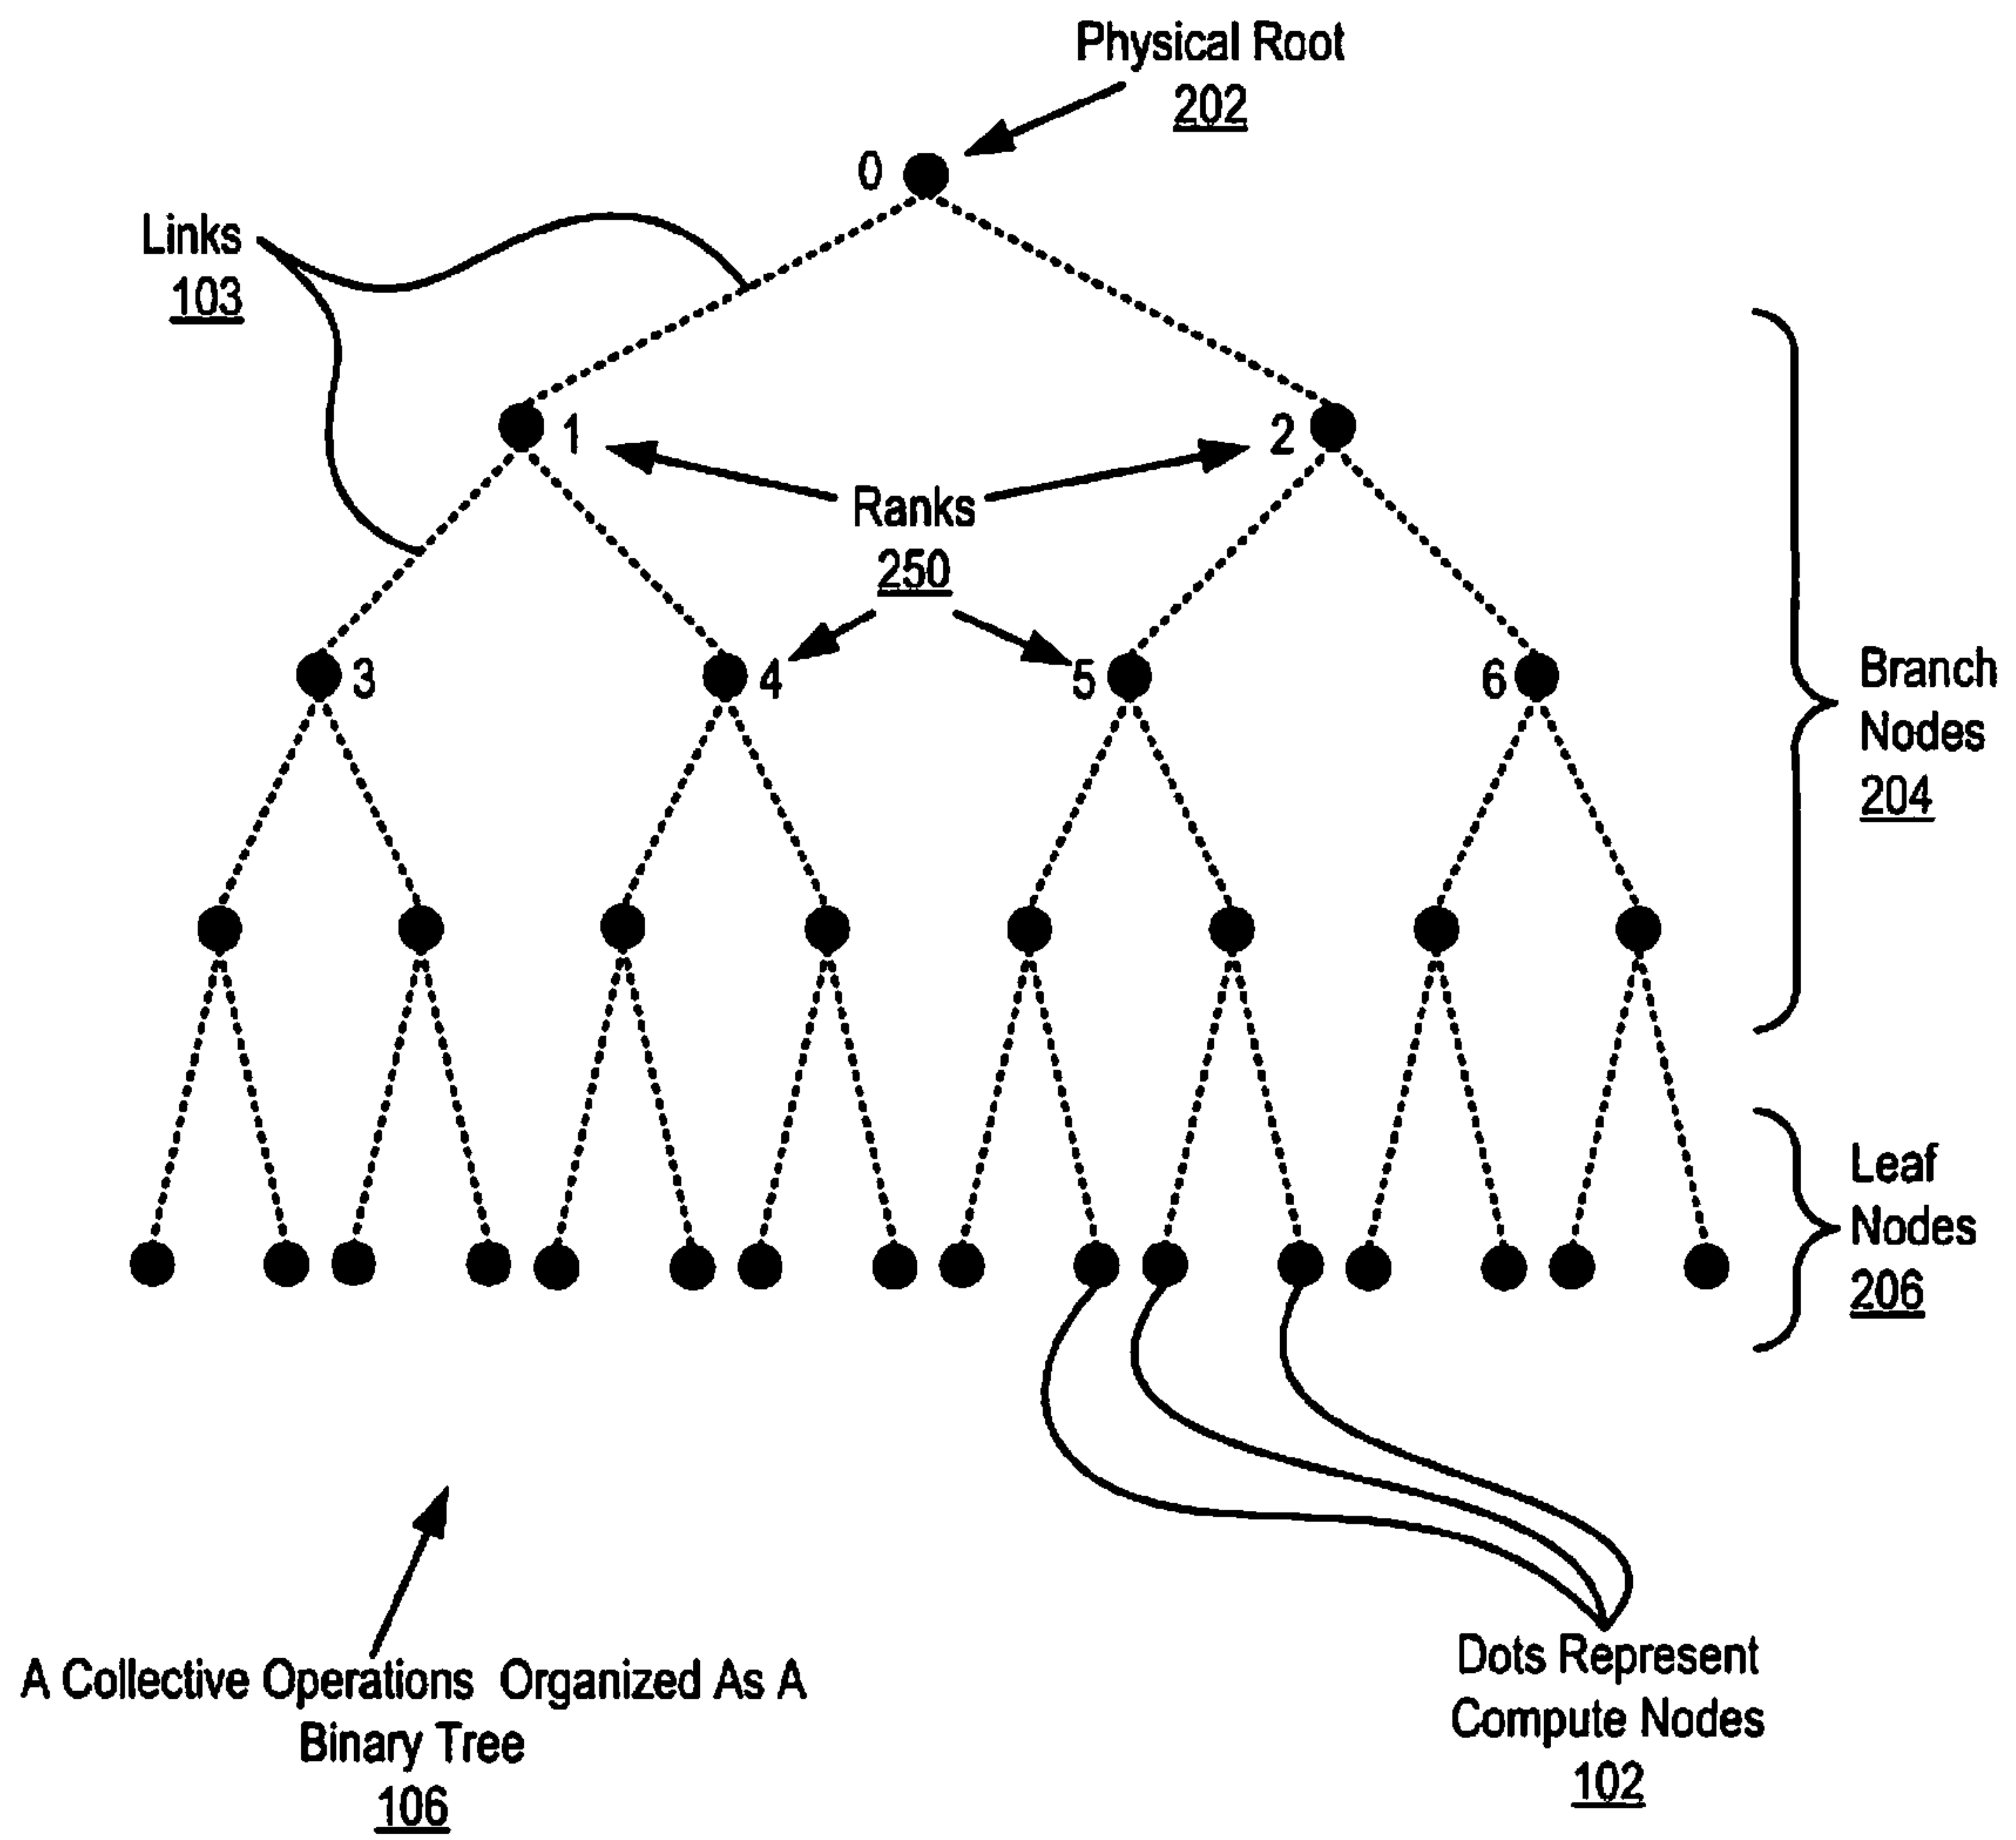 Physical Root
202
0
Links
103
1
2
Ranks
250
3
4
5
6
Branch
Nodes
204
Leaf
Nodes
206
A Collective Operations Organized As A
Binary Tree
106
Dots Represent
Compute Nodes
102